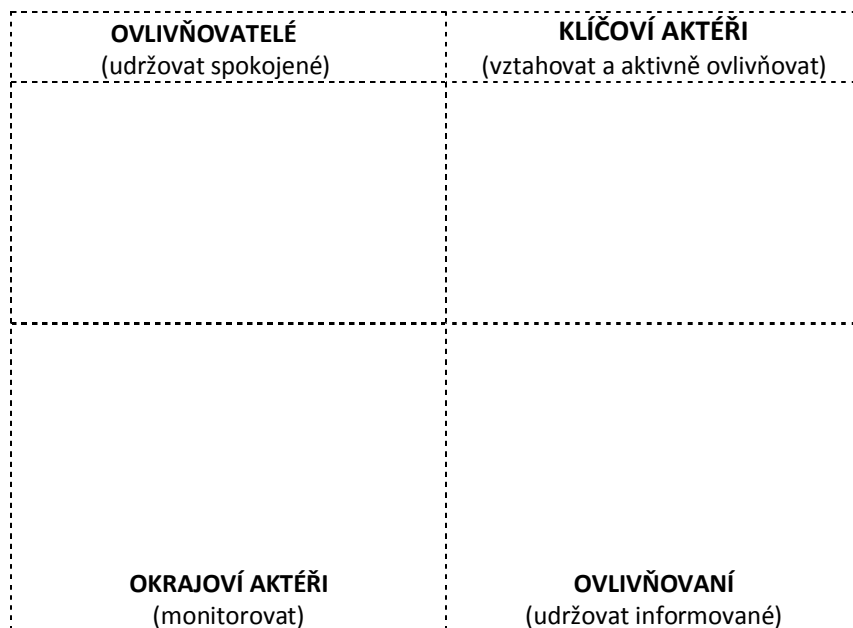 OVLIVŇOVATELÉ
(udržovat spokojené)
KLÍČOVÍ AKTÉŘI
(vztahovat a aktivně ovlivňovat)
OKRAJOVÍ AKTÉŘI
(monitorovat)
OVLIVŇOVANÍ
(udržovat informované)